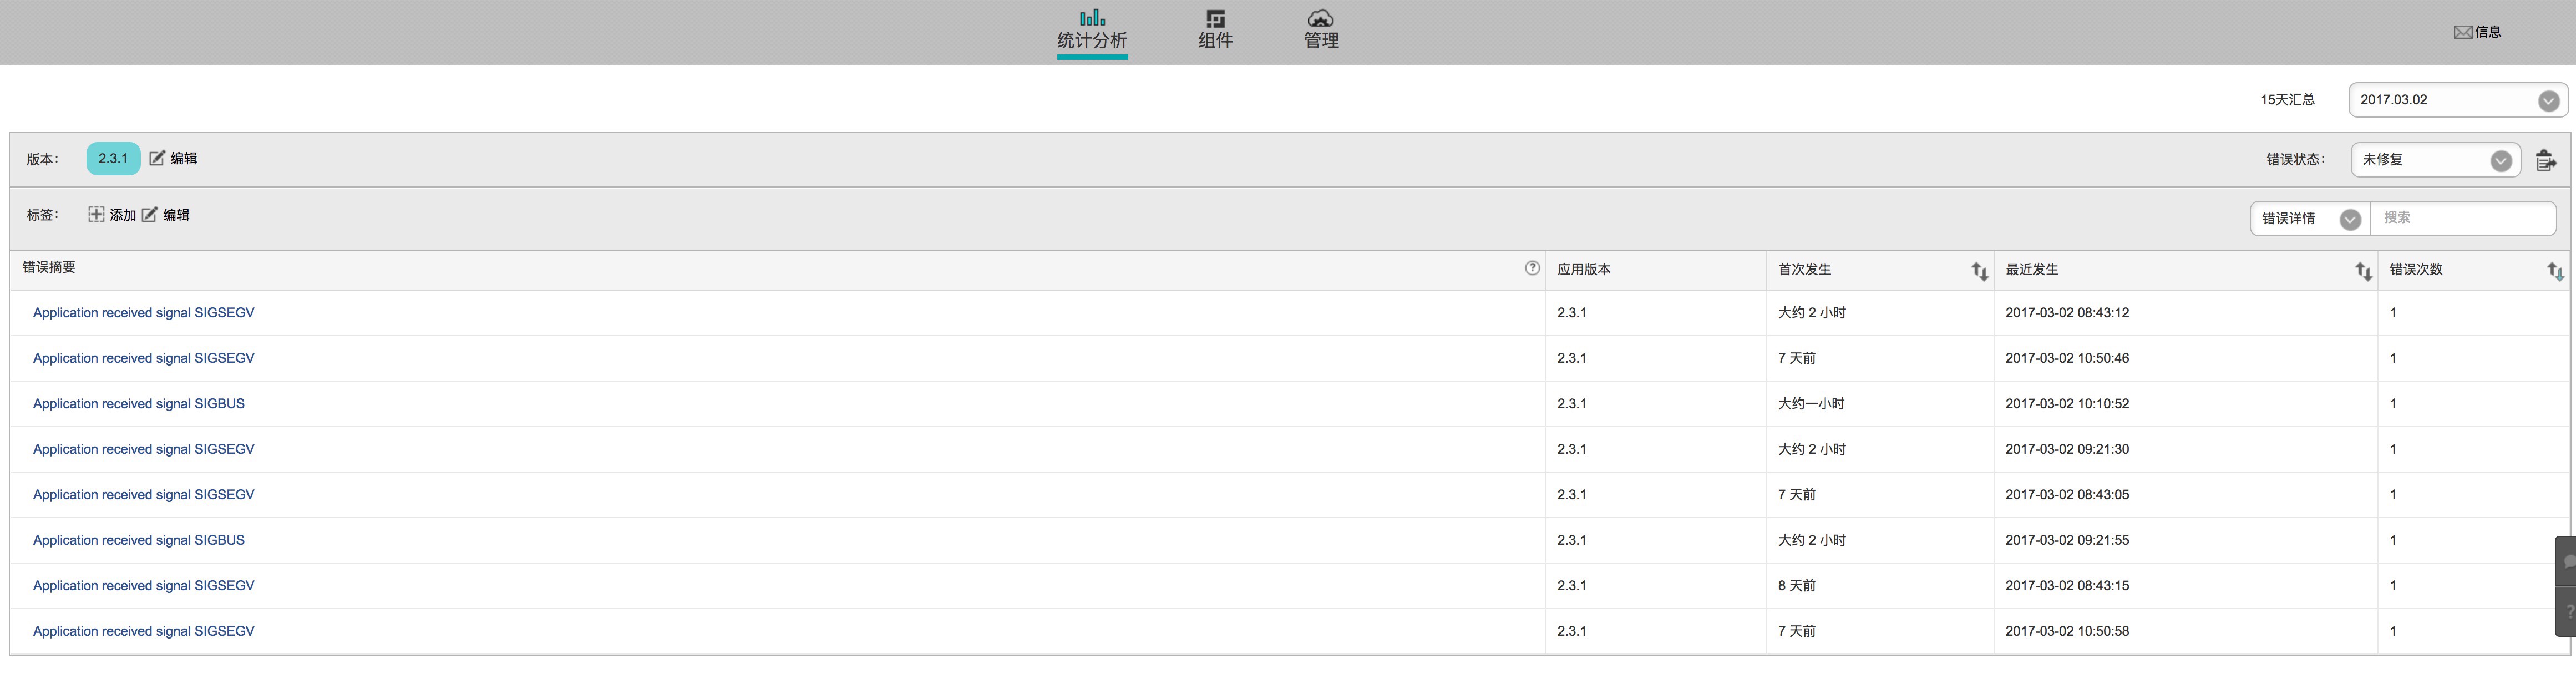 统计分析 组件 管理 信息
15天汇总 2017.03.02
版本： 2.3.1 编辑 错误状态： 未修复
标签： 添加 编辑 错误详情 搜索
错误摘要 ? 应用版本 首次发生 最近发生 错误次数
Application received signal SIGSEGV 2.3.1 大约 2 小时 2017-03-02 08:43:12 1
Application received signal SIGSEGV 2.3.1 7 天前 2017-03-02 10:50:46 1
Application received signal SIGBUS 2.3.1 大约一小时 2017-03-02 10:10:52 1
Application received signal SIGSEGV 2.3.1 大约 2 小时 2017-03-02 09:21:30 1
Application received signal SIGSEGV 2.3.1 7 天前 2017-03-02 08:43:05 1
Application received signal SIGBUS 2.3.1 大约 2 小时 2017-03-02 09:21:55 1
Application received signal SIGSEGV 2.3.1 8 天前 2017-03-02 08:43:15 1
Application received signal SIGSEGV 2.3.1 7 天前 2017-03-02 10:50:58 1
?